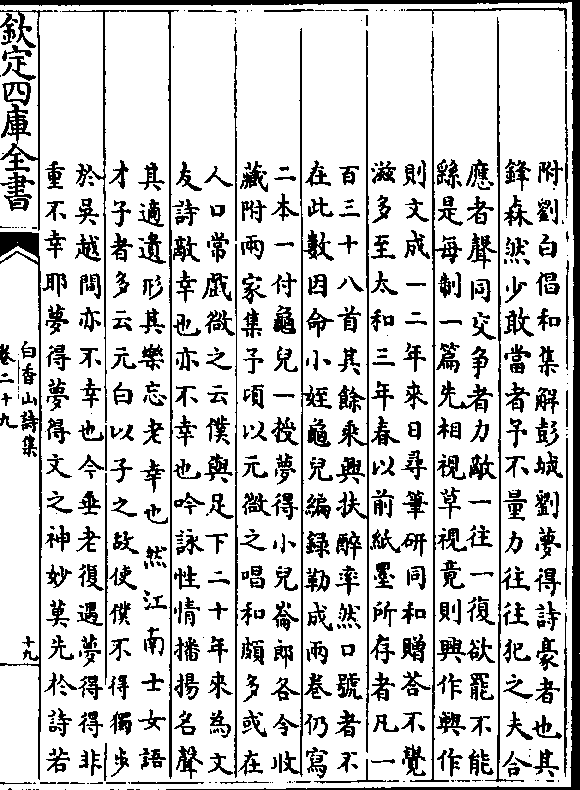 附劉白倡和集解彭城劉夢得詩豪者也其
鋒森然少敢當者予不量力往往犯之夫合
應者聲同交爭者力敵一往一復欲罷不能
繇是每制一篇先相視草視竟則興作興作
則文成一二年來日尋筆硏同和贈答不覺
滋多至太和三年春以前紙墨所存者凡一
百三十八首其餘乘興扶醉率然口號者不
在此數因命小姪龜兒編録勒成兩卷仍寫
二本一付龜兒一授夢得小兒崙郎各令收
藏附兩家集子頃以元微之唱和頗多或在
人口常戲微之云僕與足下二十年來為文
友詩敵幸也亦不幸也吟詠性情播揚名聲
其適遺形其樂忘老幸也然江南士女語
才子者多云元白以子之故使僕不得獨步
於吳越間亦不幸也今垂老復遇夢得得非
重不幸耶夢得夢得文之神妙莫先於詩若
欽定四庫全書
白香山詩集
卷二十九
十九